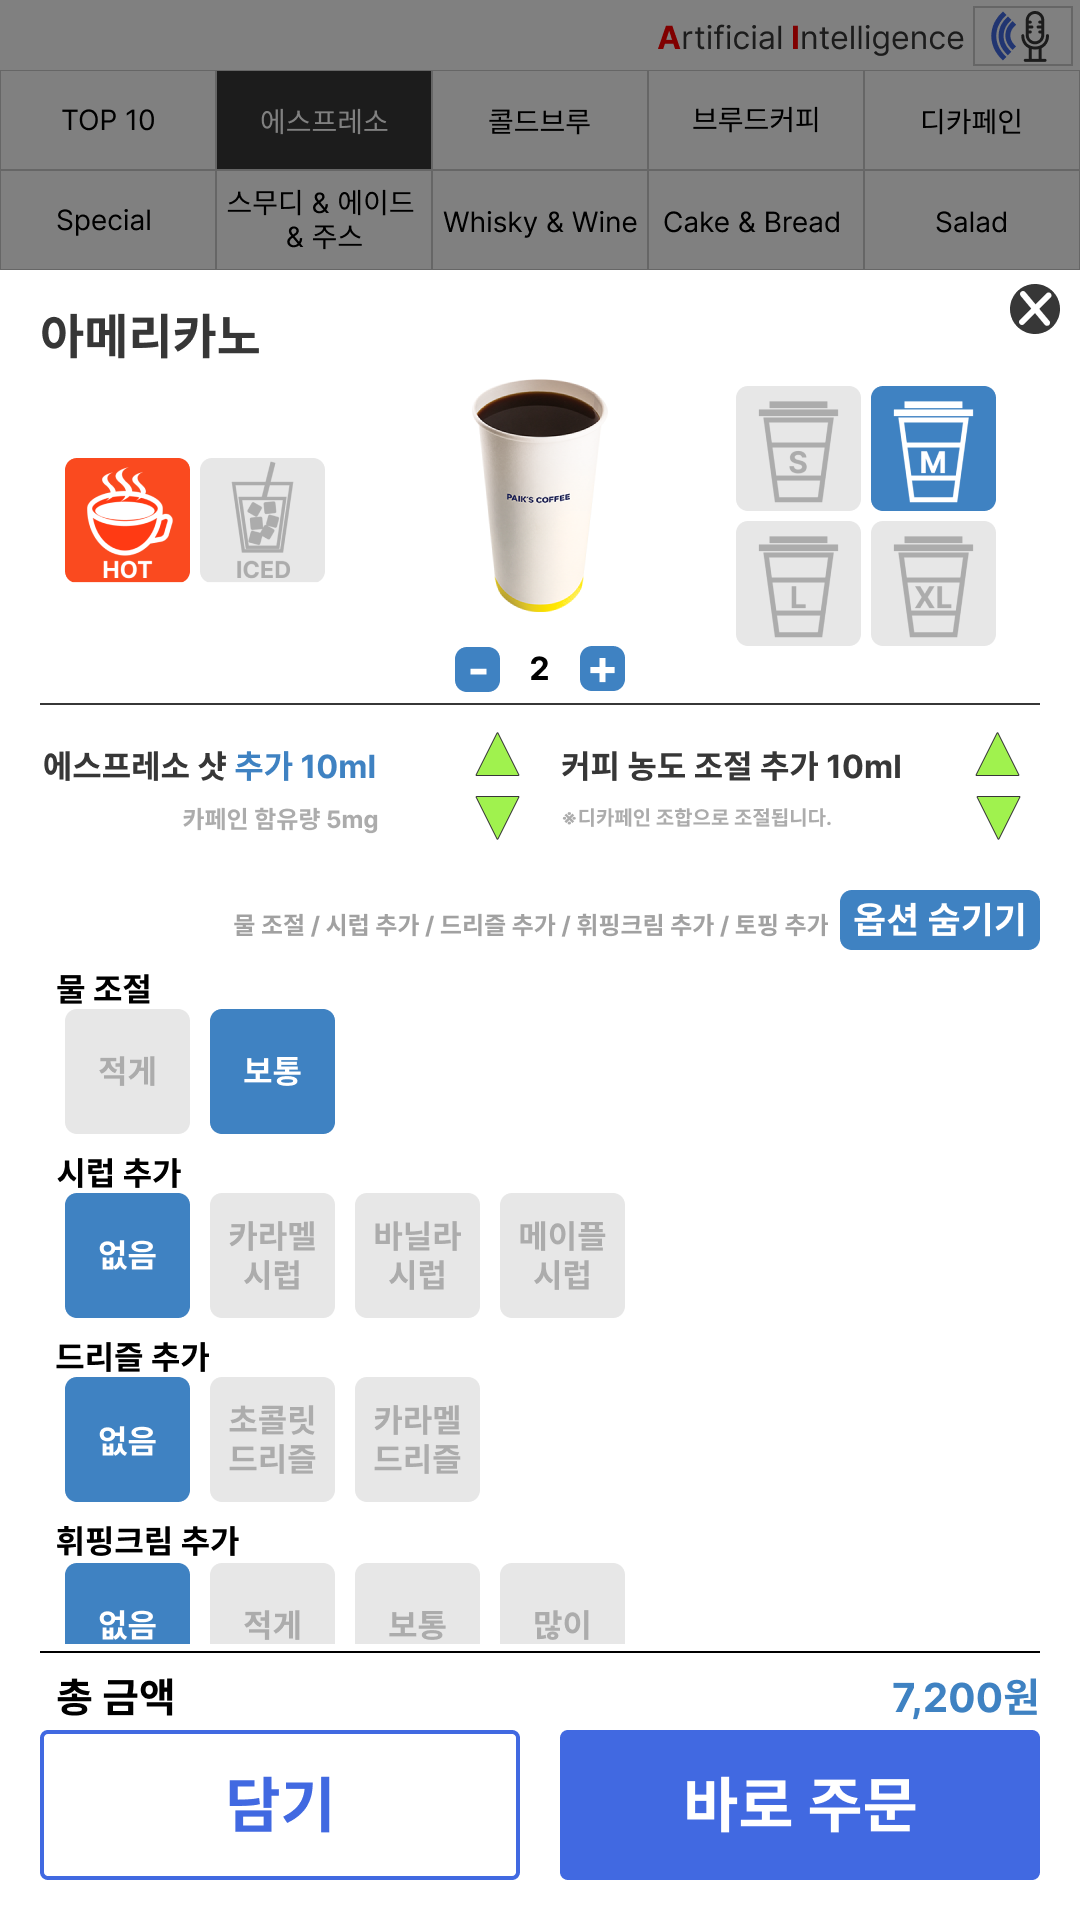 Artificial Intelligence
TOP 10
에스프레소
콜드브루
브루드커피
디카페인
Special
스무디 & 에이드
& 주스
Whisky & Wine
Cake & Bread
Salad
아메리카노
HOT
ICED
PAIK'S COFFEE
S
M
L
XL
-
2
+
에스프레소 샷 추가 10ml
카페인 함유량 5mg
커피 농도 조절 추가 10ml
※디카페인 조합으로 조절됩니다.
물 조절 / 시럽 추가 / 드리즐 추가 / 휘핑크림 추가 / 토핑 추가
옵션 숨기기
물 조절
적게
보통
시럽 추가
없음
카라멜
시럽
바닐라
시럽
메이플
시럽
드리즐 추가
없음
초콜릿
드리즐
카라멜
드리즐
휘핑크림 추가
없음
적게
보통
많이
총 금액
7,200원
담기
바로 주문